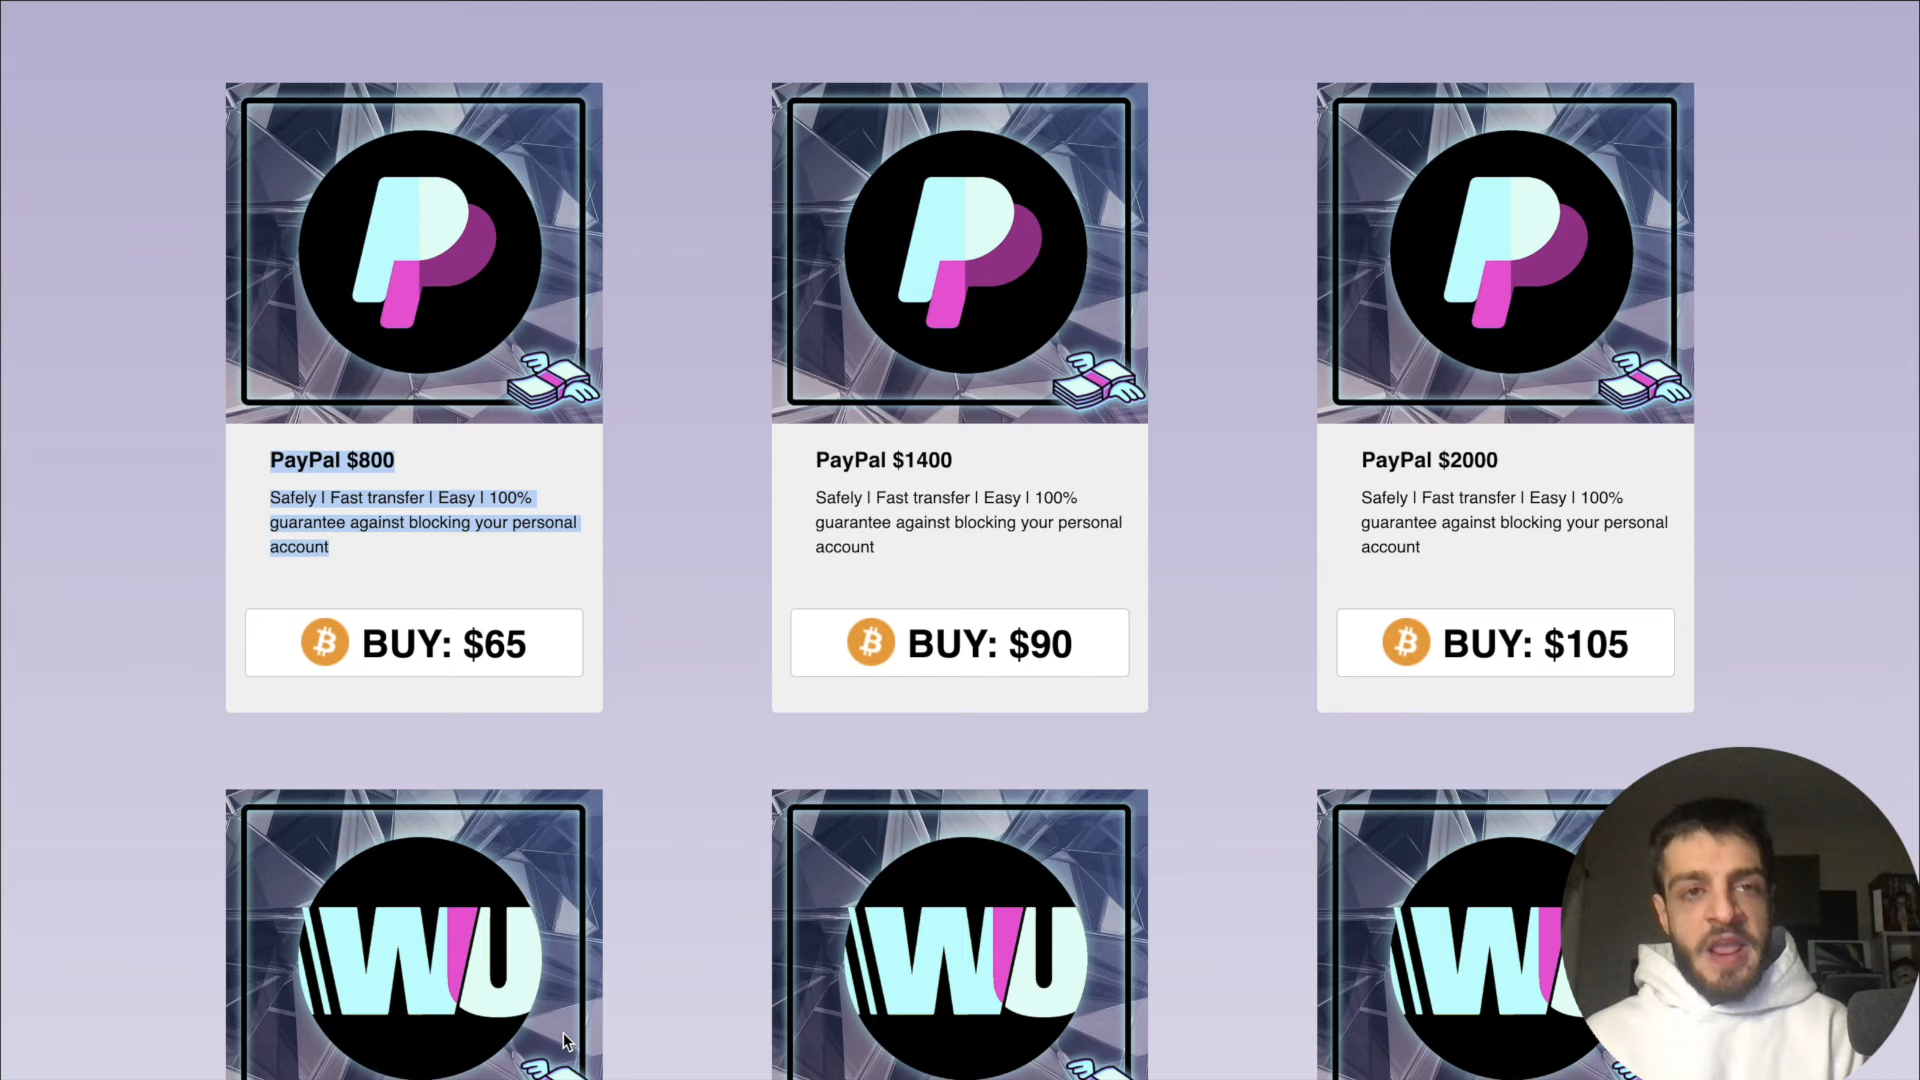 PayPal $800
Safely | Fast transfer | Easy | 100%
guarantee against blocking your personal
account
BUY: $65
PayPal $1400
Safely | Fast transfer | Easy | 100%
guarantee against blocking your personal
account
BUY: $90
PayPal $2000
Safely | Fast transfer | Easy | 100%
guarantee against blocking your personal
account
BUY: $105
WU
WU
W